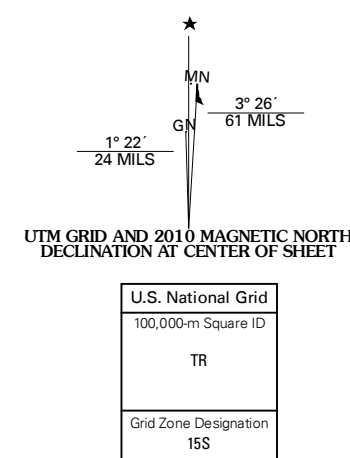 ★
MN
3° 26´
61 MILS
GN
1° 22´
24 MILS
UTM GRID AND 2010 MAGNETIC NORTH
DECLINATION AT CENTER OF SHEET
U.S. National Grid
100,000-m Square ID
TR
Grid Zone Designation
15S